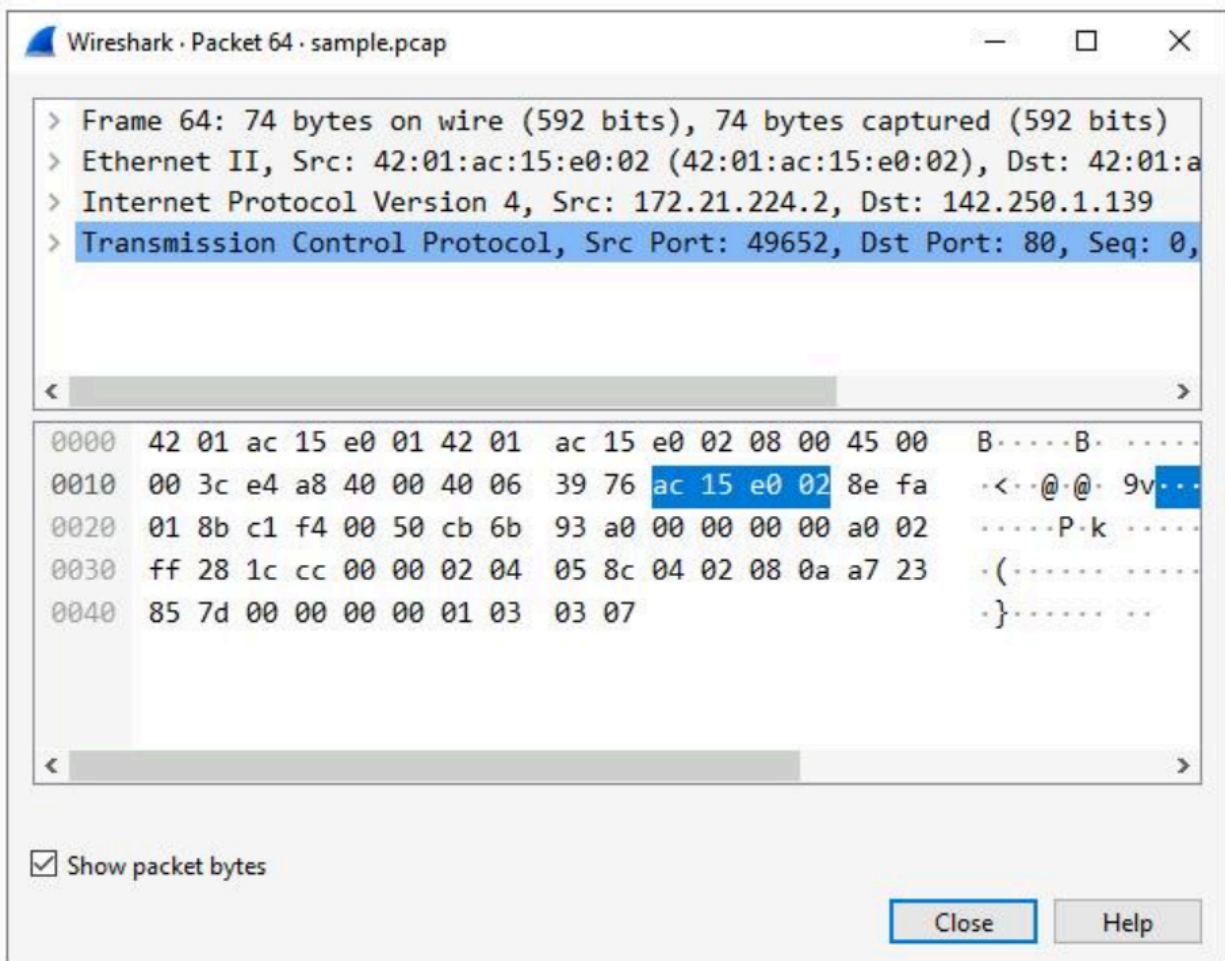 Wireshark · Packet 64 · sample.pcap
> Frame 64: 74 bytes on wire (592 bits), 74 bytes captured (592 bits)
> Ethernet II, Src: 42:01:ac:15:e0:02 (42:01:ac:15:e0:02), Dst: 42:01:a
> Internet Protocol Version 4, Src: 172.21.224.2, Dst: 142.250.1.139
> Transmission Control Protocol, Src Port: 49652, Dst Port: 80, Seq: 0,
0000 42 01 ac 15 e0 01 42 01 ac 15 e0 02 08 00 45 00 B·····B· ·····
0010 00 3c e4 a8 40 00 40 06 39 76 ac 15 e0 02 8e fa ·<··@·@· 9v···
0020 01 8b c1 f4 00 50 cb 6b 93 a0 00 00 00 00 a0 02 ·····P·k ·····
0030 ff 28 1c cc 00 00 02 04 05 8c 04 02 08 0a a7 23 ·(······ ·····
0040 85 7d 00 00 00 00 01 03 03 07 ·}······ ··
Show packet bytes
Close Help